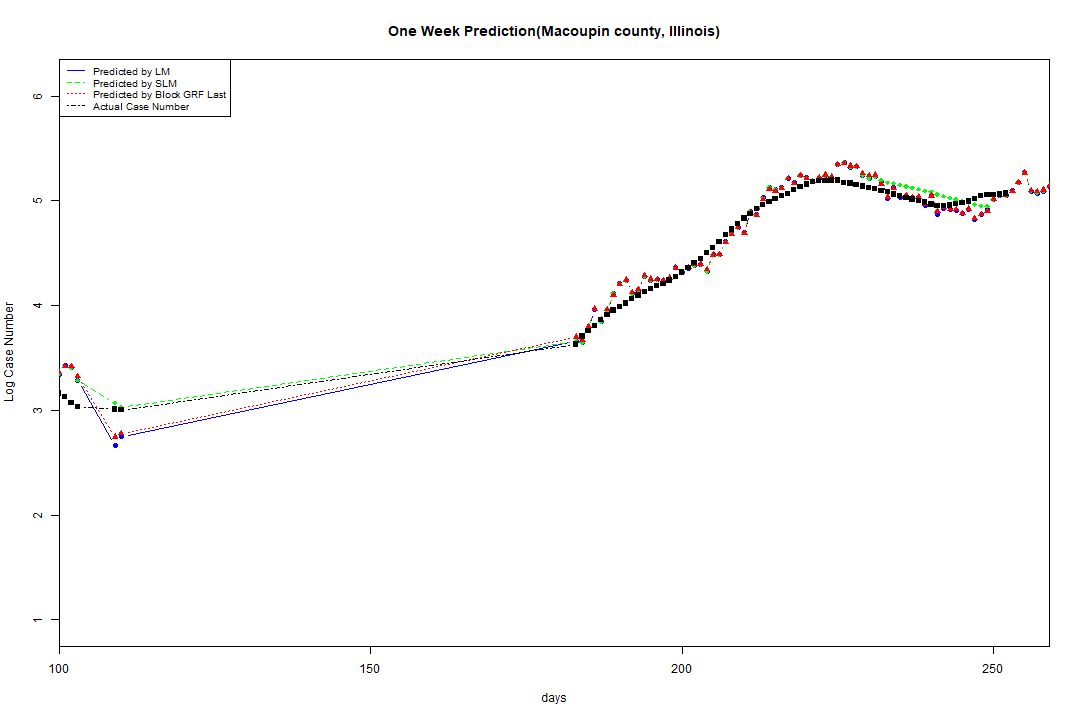 One Week Prediction(Macoupin county, Illinois)
Predicted by LM
Predicted by SLM
Predicted by Block GRF Last
Actual Case Number
Log Case Number
6
5
4
3
2
1
100
150
200
250
days